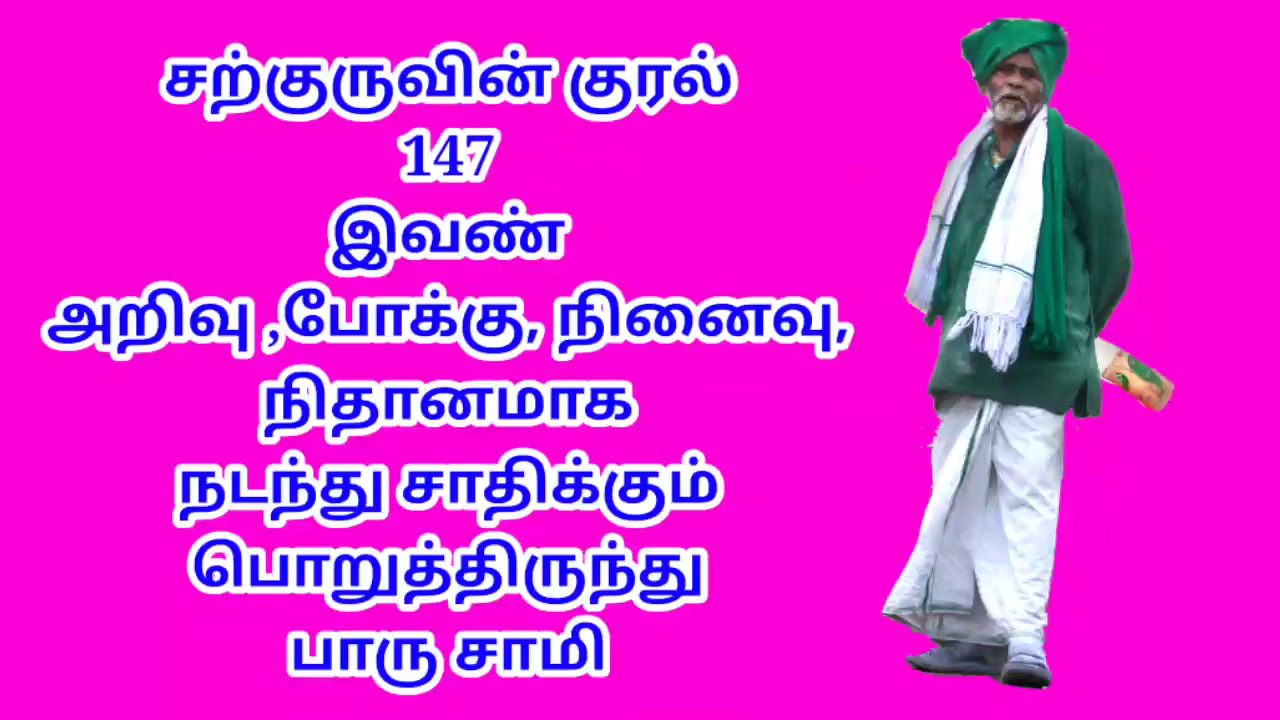 சற்குருவின் குரல்
147
இவண்
அறிவு ,போக்கு, நினைவு,
நிதானமாக
நடந்து சாதிக்கும்
பொறுத்திருந்து
பாரு சாமி